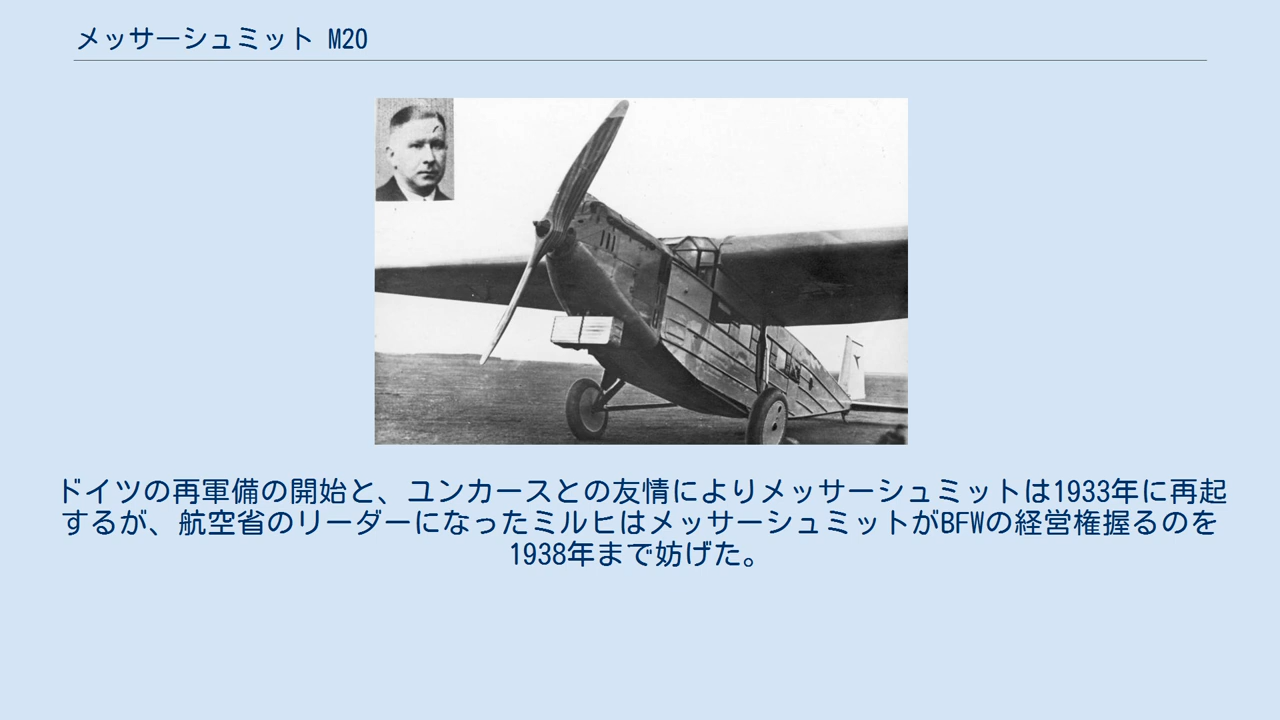 メッサーシュミット M20
ドイツの再軍備の開始と、ユンカースとの友情によりメッサーシュミットは1933年に再起
するが、航空省のリーダーになったミルヒはメッサーシュミットがBFWの経営権握るのを
1938年まで妨げた。